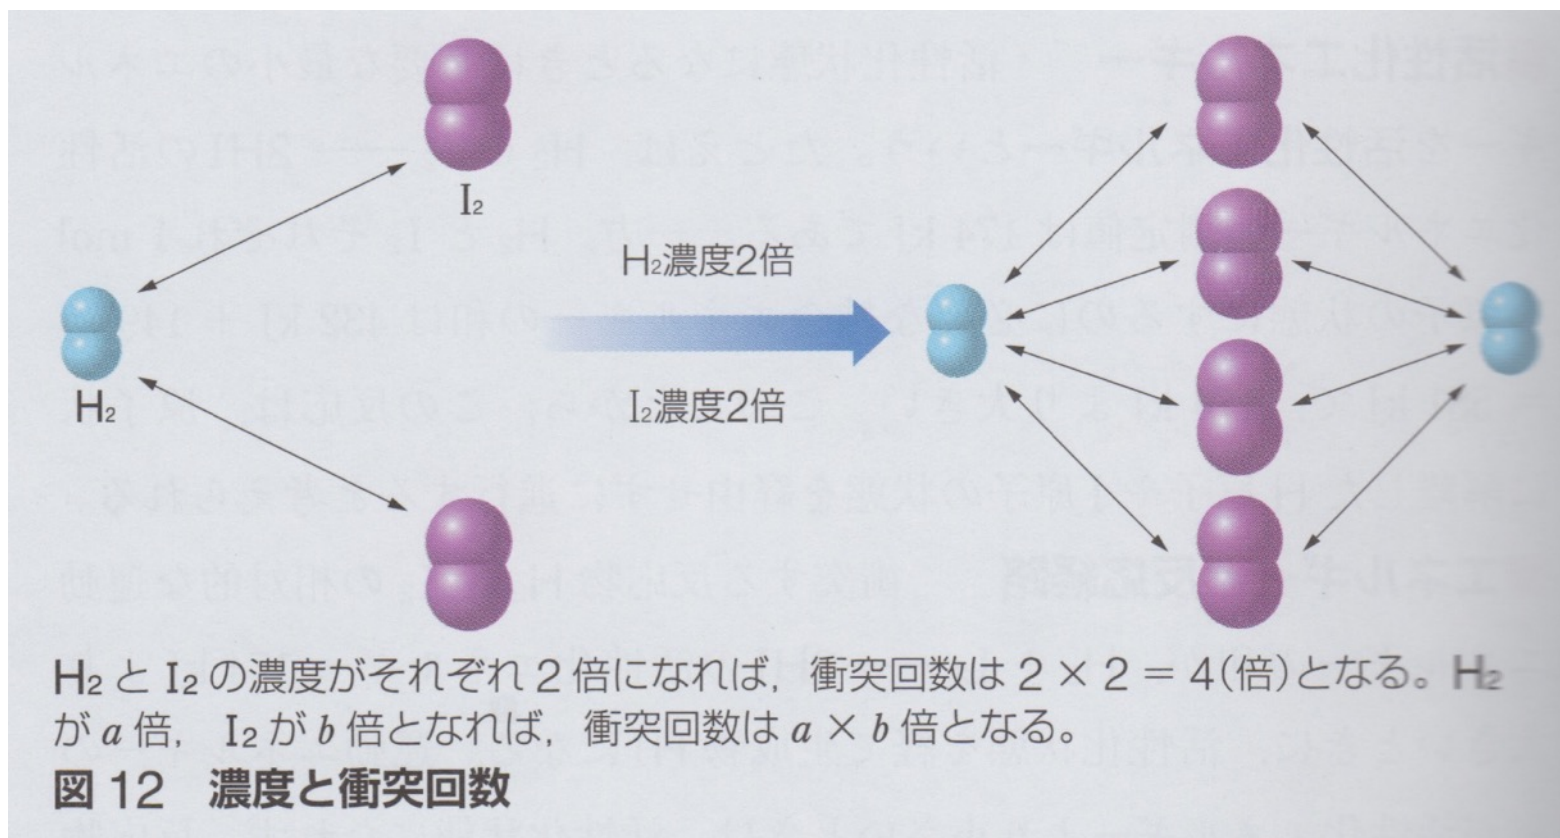 I₂
H₂濃度2倍
H₂
I₂濃度2倍
H₂ と I₂ の濃度がそれぞれ 2 倍になれば，衝突回数は 2 × 2 = 4(倍)となる。H₂
が a 倍， I₂ が b 倍となれば，衝突回数は a × b 倍となる。
図 12 濃度と衝突回数